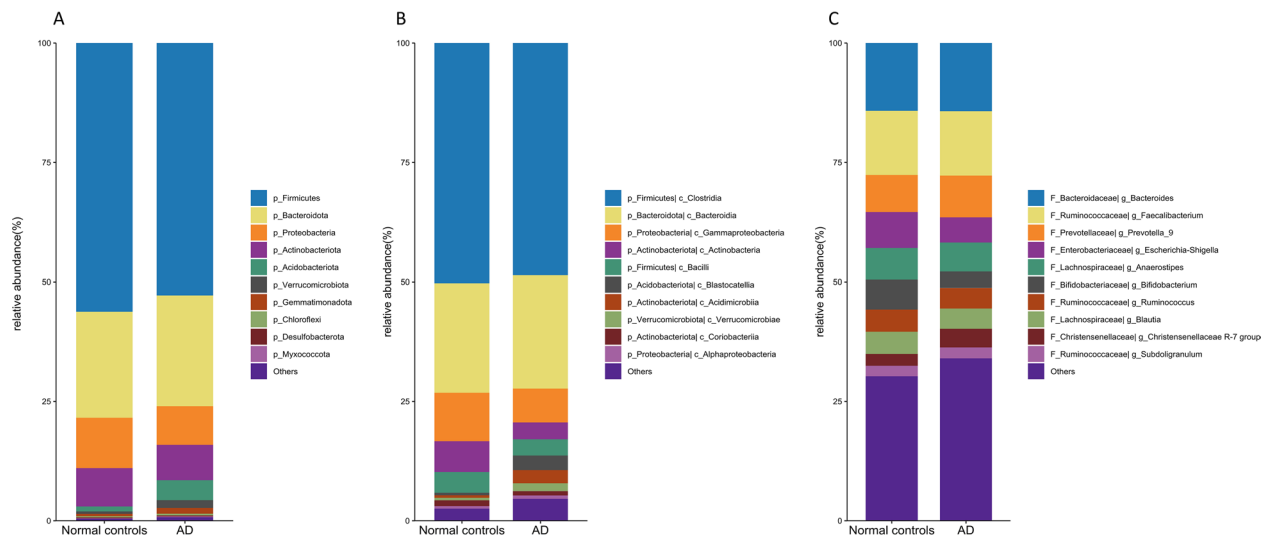 A
relative abundance(%)
100
75
50
25
0
Normal controls
AD
p_Firmicutes
p_Bacteroidota
p_Proteobacteria
p_Actinobacteriota
p_Acidobacteriota
p_Verrucomicrobiota
p_Gemmatimonadota
p_Chloroflexi
p_Desulfobacterota
p_Myxococcota
Others
B
relative abundance(%)
100
75
50
25
0
Normal controls
AD
p_Firmicutes| c_Clostridia
p_Bacteroidota| c_Bacteroidia
p_Proteobacteria| c_Gammaproteobacteria
p_Actinobacteriota| c_Actinobacteria
p_Firmicutes| c_Bacilli
p_Acidobacteriota| c_Blastocatellia
p_Actinobacteriota| c_Acidimicrobiia
p_Verrucomicrobiota| c_Verrucomicrobiae
p_Actinobacteriota| c_Coriobacteriia
p_Proteobacteria| c_Alphaproteobacteria
Others
C
relative abundance(%)
100
75
50
25
0
Normal controls
AD
F_Bacteroidaceae| g_Bacteroides
F_Ruminococcaceae| g_Faecalibacterium
F_Prevotellaceae| g_Prevotella_9
F_Enterobacteriaceae| g_Escherichia-Shigella
F_Lachnospiraceae| g_Anaerostipes
F_Bifidobacteriaceae| g_Bifidobacterium
F_Ruminococcaceae| g_Ruminococcus
F_Lachnospiraceae| g_Blautia
F_Christensenellaceae| g_Christensenellaceae R-7 group
F_Ruminococcaceae| g_Subdoligranulum
Others